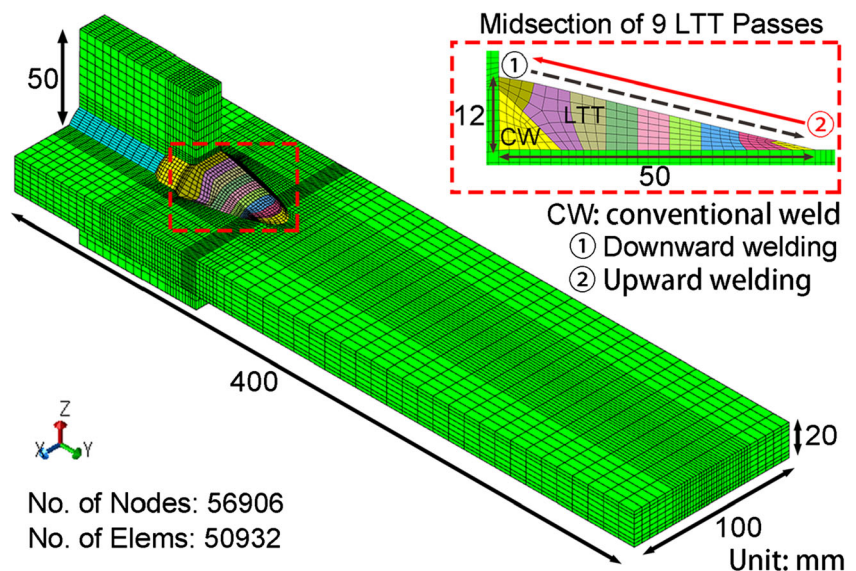 Midsection of 9 LTT Passes
50
①
②
12
LTT
CW
50
CW: conventional weld
① Downward welding
② Upward welding
400
Z
X
Y
20
No. of Nodes: 56906
No. of Elems: 50932
100
Unit: mm